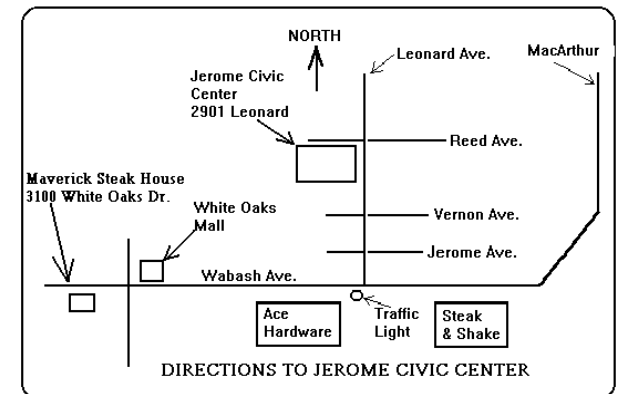 NORTH
Leonard Ave.
MacArthur
Jerome Civic
Center
2901 Leonard
Reed Ave.
Maverick Steak House
3100 White Oaks Dr.
White Oaks
Mall
Vernon Ave.
Jerome Ave.
Wabash Ave.
Ace
Hardware
Traffic
Light
Steak
& Shake
DIRECTIONS TO JEROME CIVIC CENTER